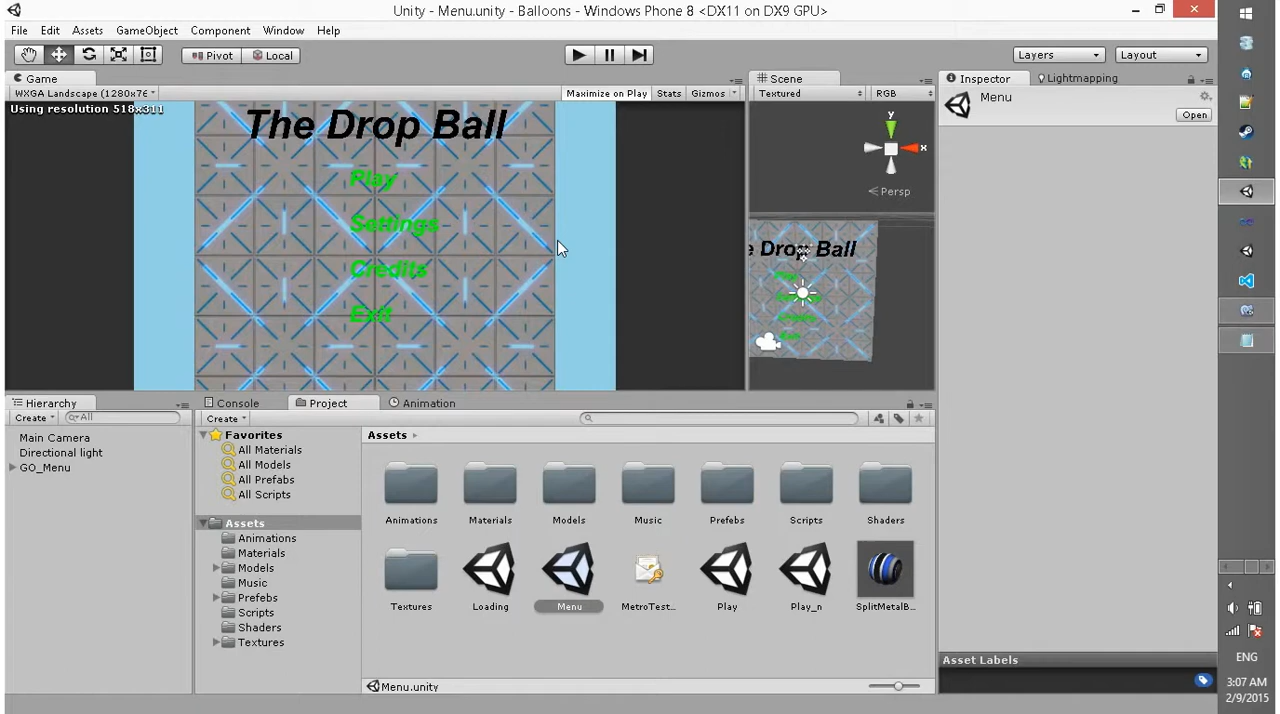 Unity - Menu.unity - Balloons - Windows Phone 8 <DX11 on DX9 GPU>
File Edit Assets GameObject Component Window Help
Pivot Local Layers Layout
Game Scene Inspector Lightmapping
WXGA Landscape (1280x76 Maximize on Play Stats Gizmos Textured RGB Menu
Open
Using resolution 518x311
The Drop Ball
Play
Settings
Credits
Exit
y
x
Persp
e Drop Ball
Hierarchy Console Project Animation
Create All Create
Main Camera
Directional light
GO_Menu
Favorites
All Materials
All Models
All Prefabs
All Scripts
Assets
Animations
Materials
Models
Music
Prefebs
Scripts
Shaders
Textures
Assets
Animations Materials Models Music Prefebs Scripts Shaders
Textures Loading Menu MetroTest... Play Play_n SplitMetalB...
Menu.unity
Asset Labels
ENG
3:07 AM
2/9/2015